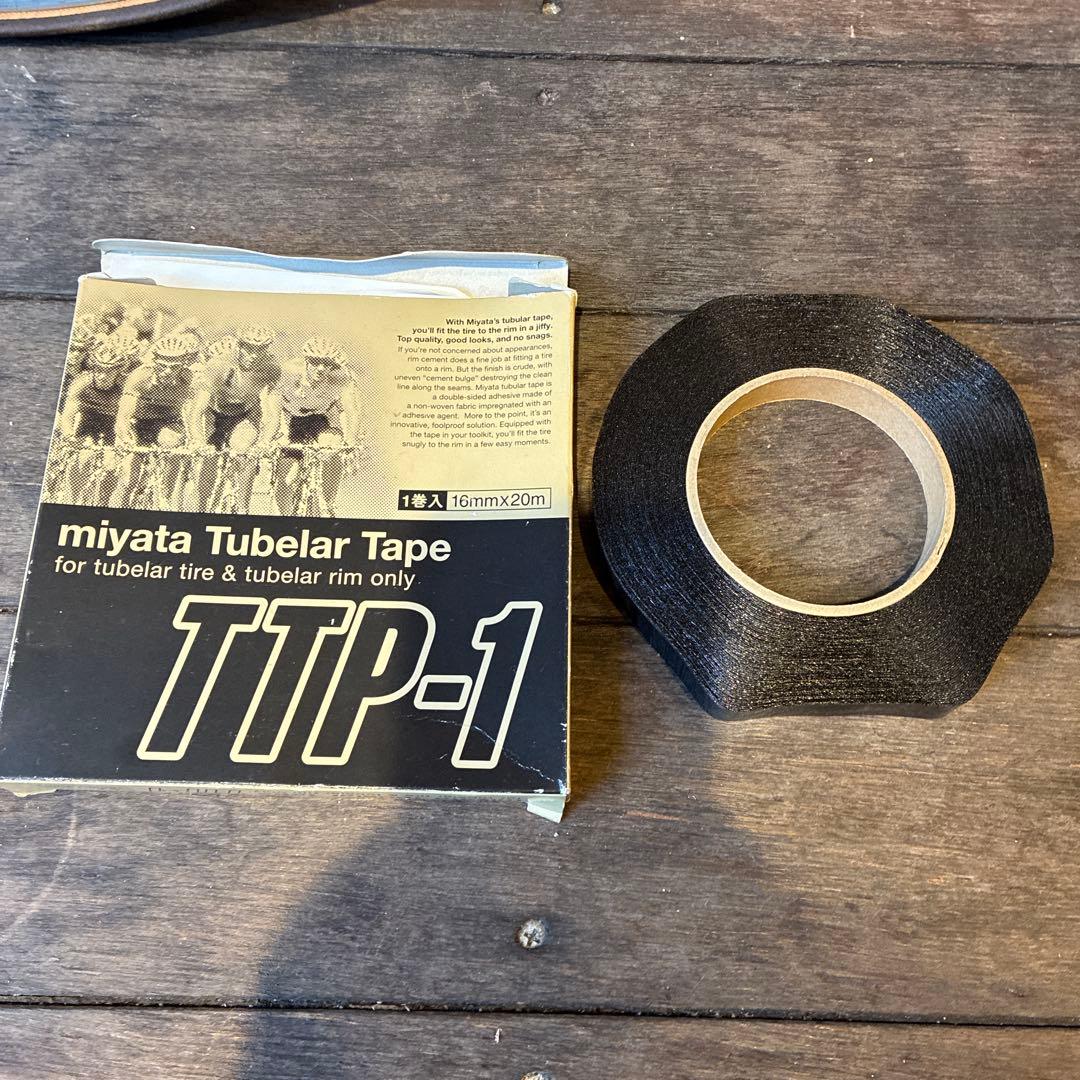 With Miyata's tubular tape,
you'll fit the tire to the rim in a jiffy.
Top quality, good looks, and no snags.
If you're not concerned about appearances,
rim cement does a fine job at fitting a tire
onto a rim. But the finish is crude, with
uneven "cement bulge" destroying the clean
line along the seams. Miyata tubular tape is
a double-sided adhesive made of
a non-woven fabric impregnated with an
adhesive agent. More to the point, it's an
innovative, foolproof solution. Equipped with
the tape in your toolkit, you'll fit the tire
snugly to the rim in a few easy moments.
1巻入 16mmX20m
miyata Tubelar Tape
for tubelar tire & tubelar rim only
TTP-1